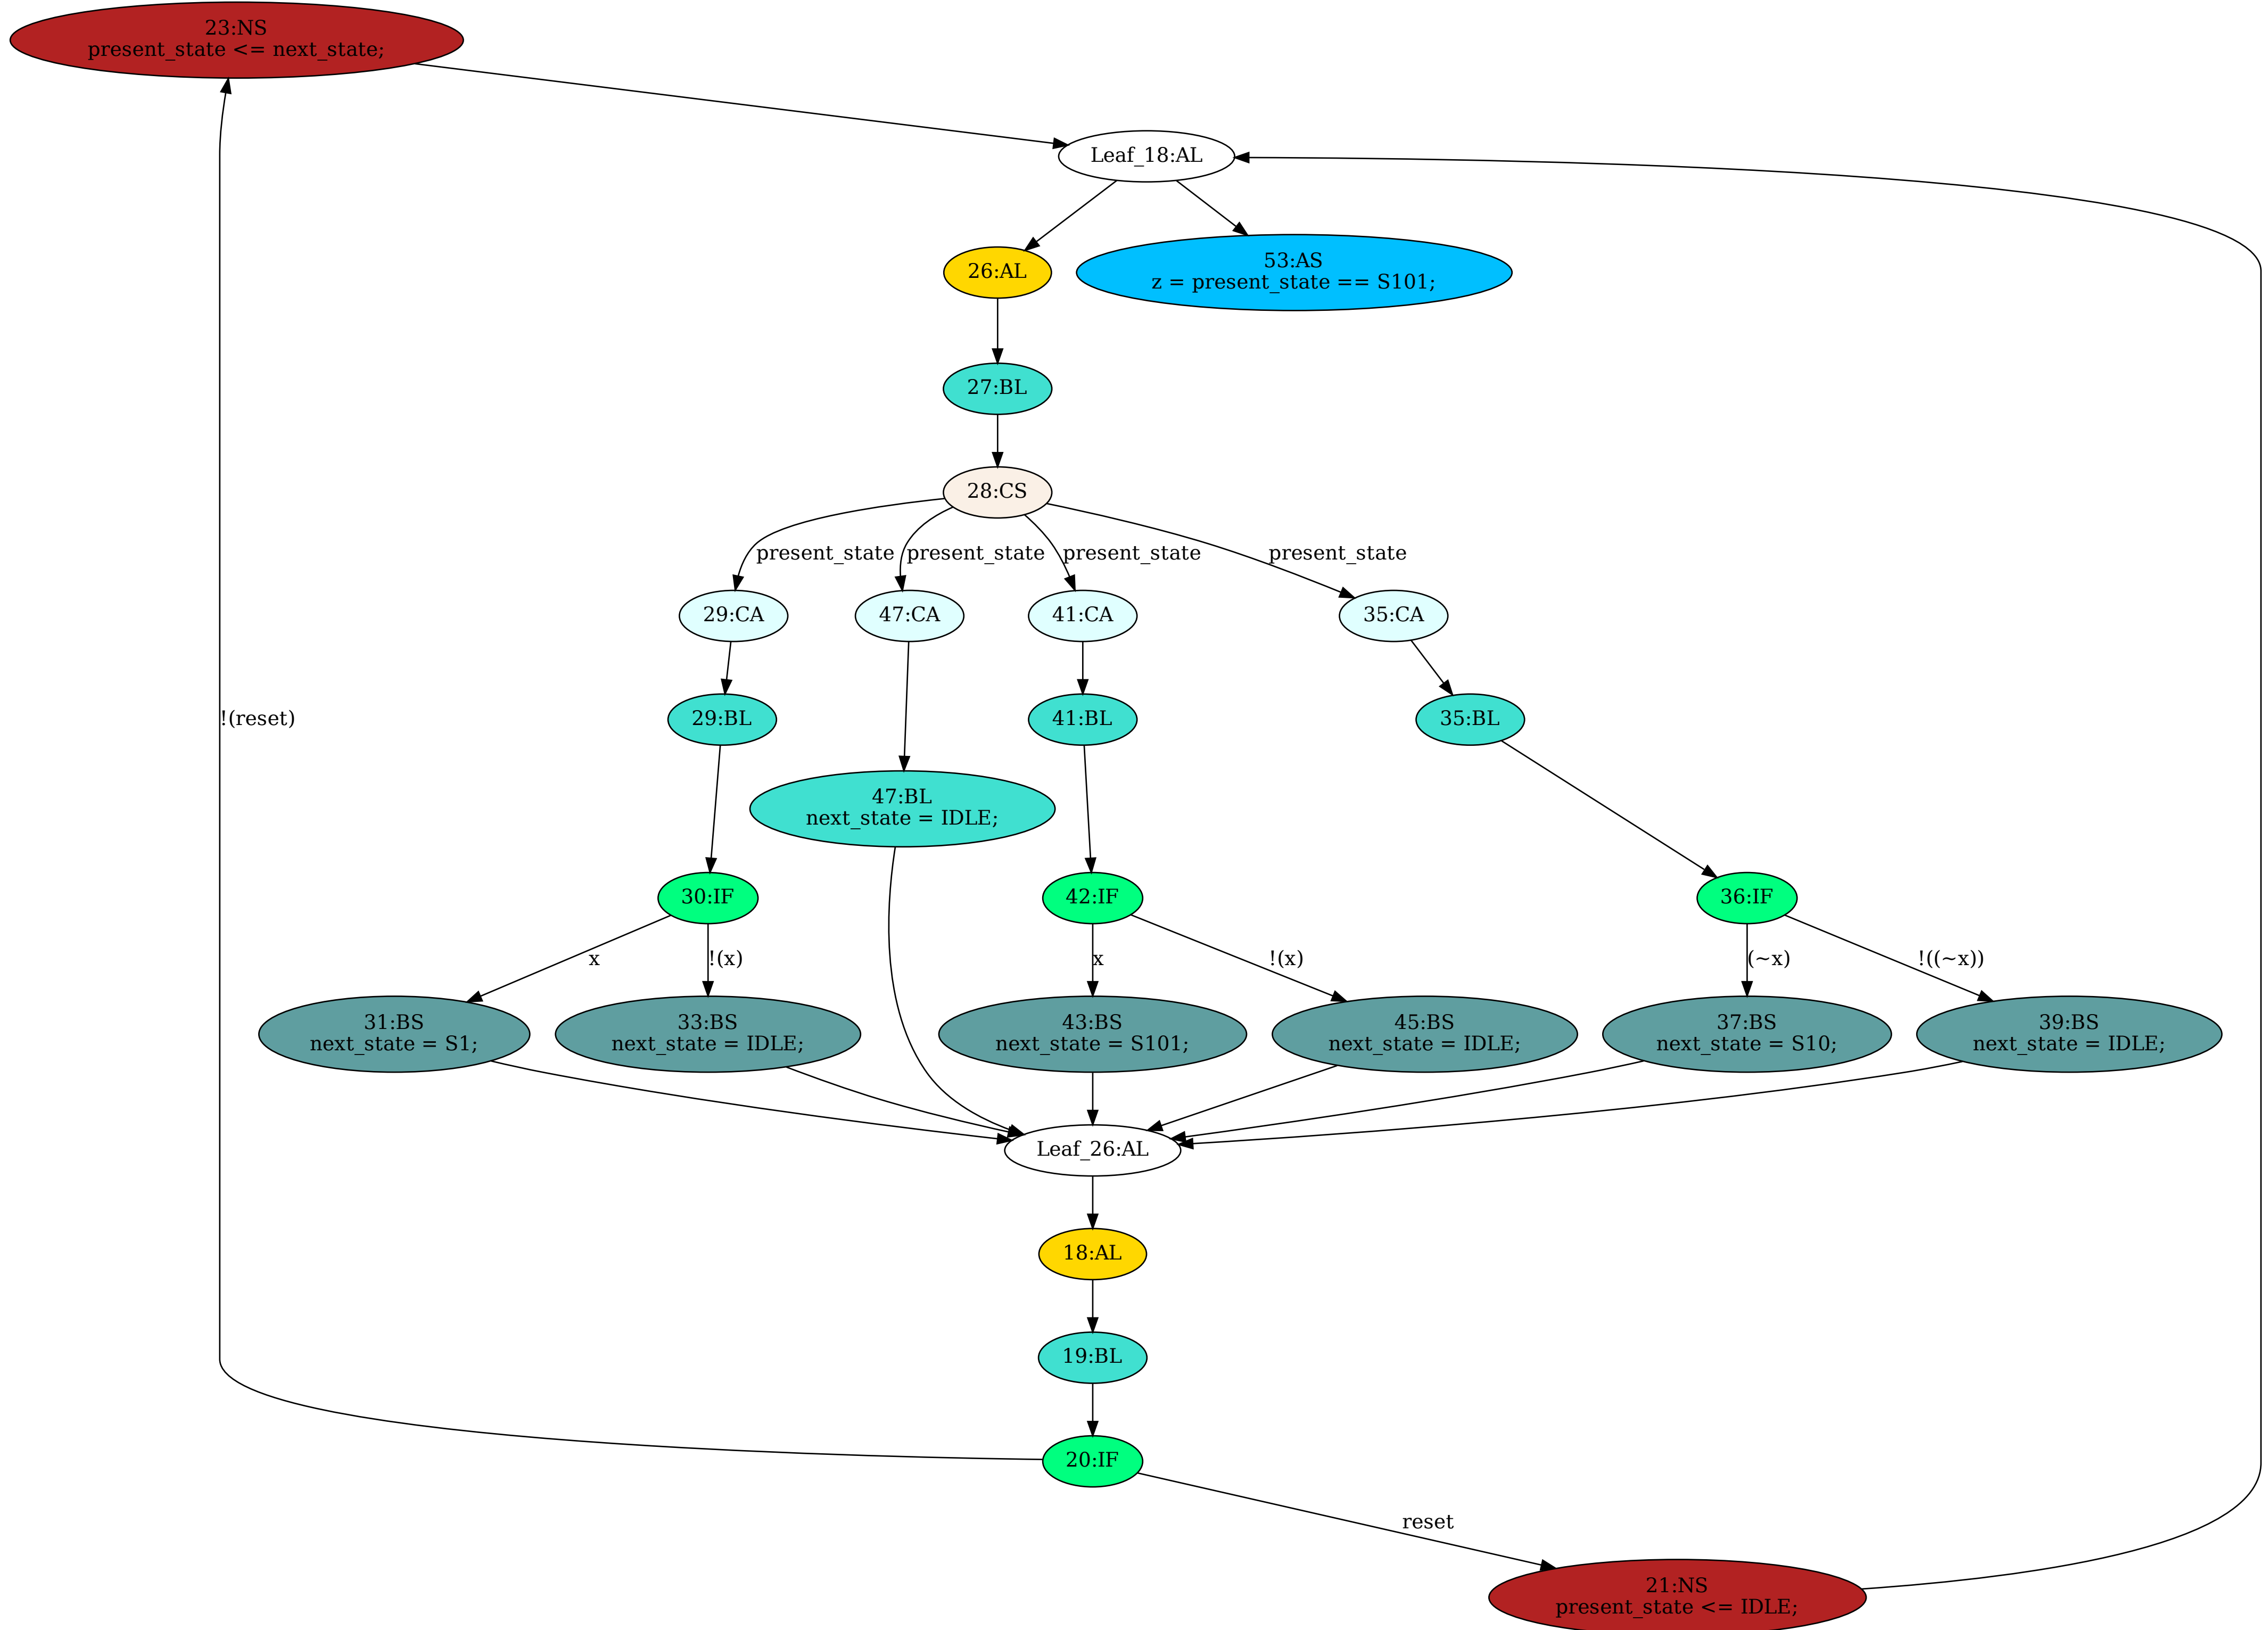 23:NS
present_state <= next_state;
Leaf_18:AL
26:AL
53:AS
z = present_state == S101;
27:BL
28:CS
present_state
present_state
present_state
present_state
29:CA
47:CA
41:CA
35:CA
!(reset)
29:BL
41:BL
35:BL
47:BL
next_state = IDLE;
30:IF
42:IF
36:IF
x
!(x)
x
!(x)
(~x)
!((~x))
31:BS
next_state = S1;
33:BS
next_state = IDLE;
43:BS
next_state = S101;
45:BS
next_state = IDLE;
37:BS
next_state = S10;
39:BS
next_state = IDLE;
Leaf_26:AL
18:AL
19:BL
20:IF
reset
21:NS
present_state <= IDLE;